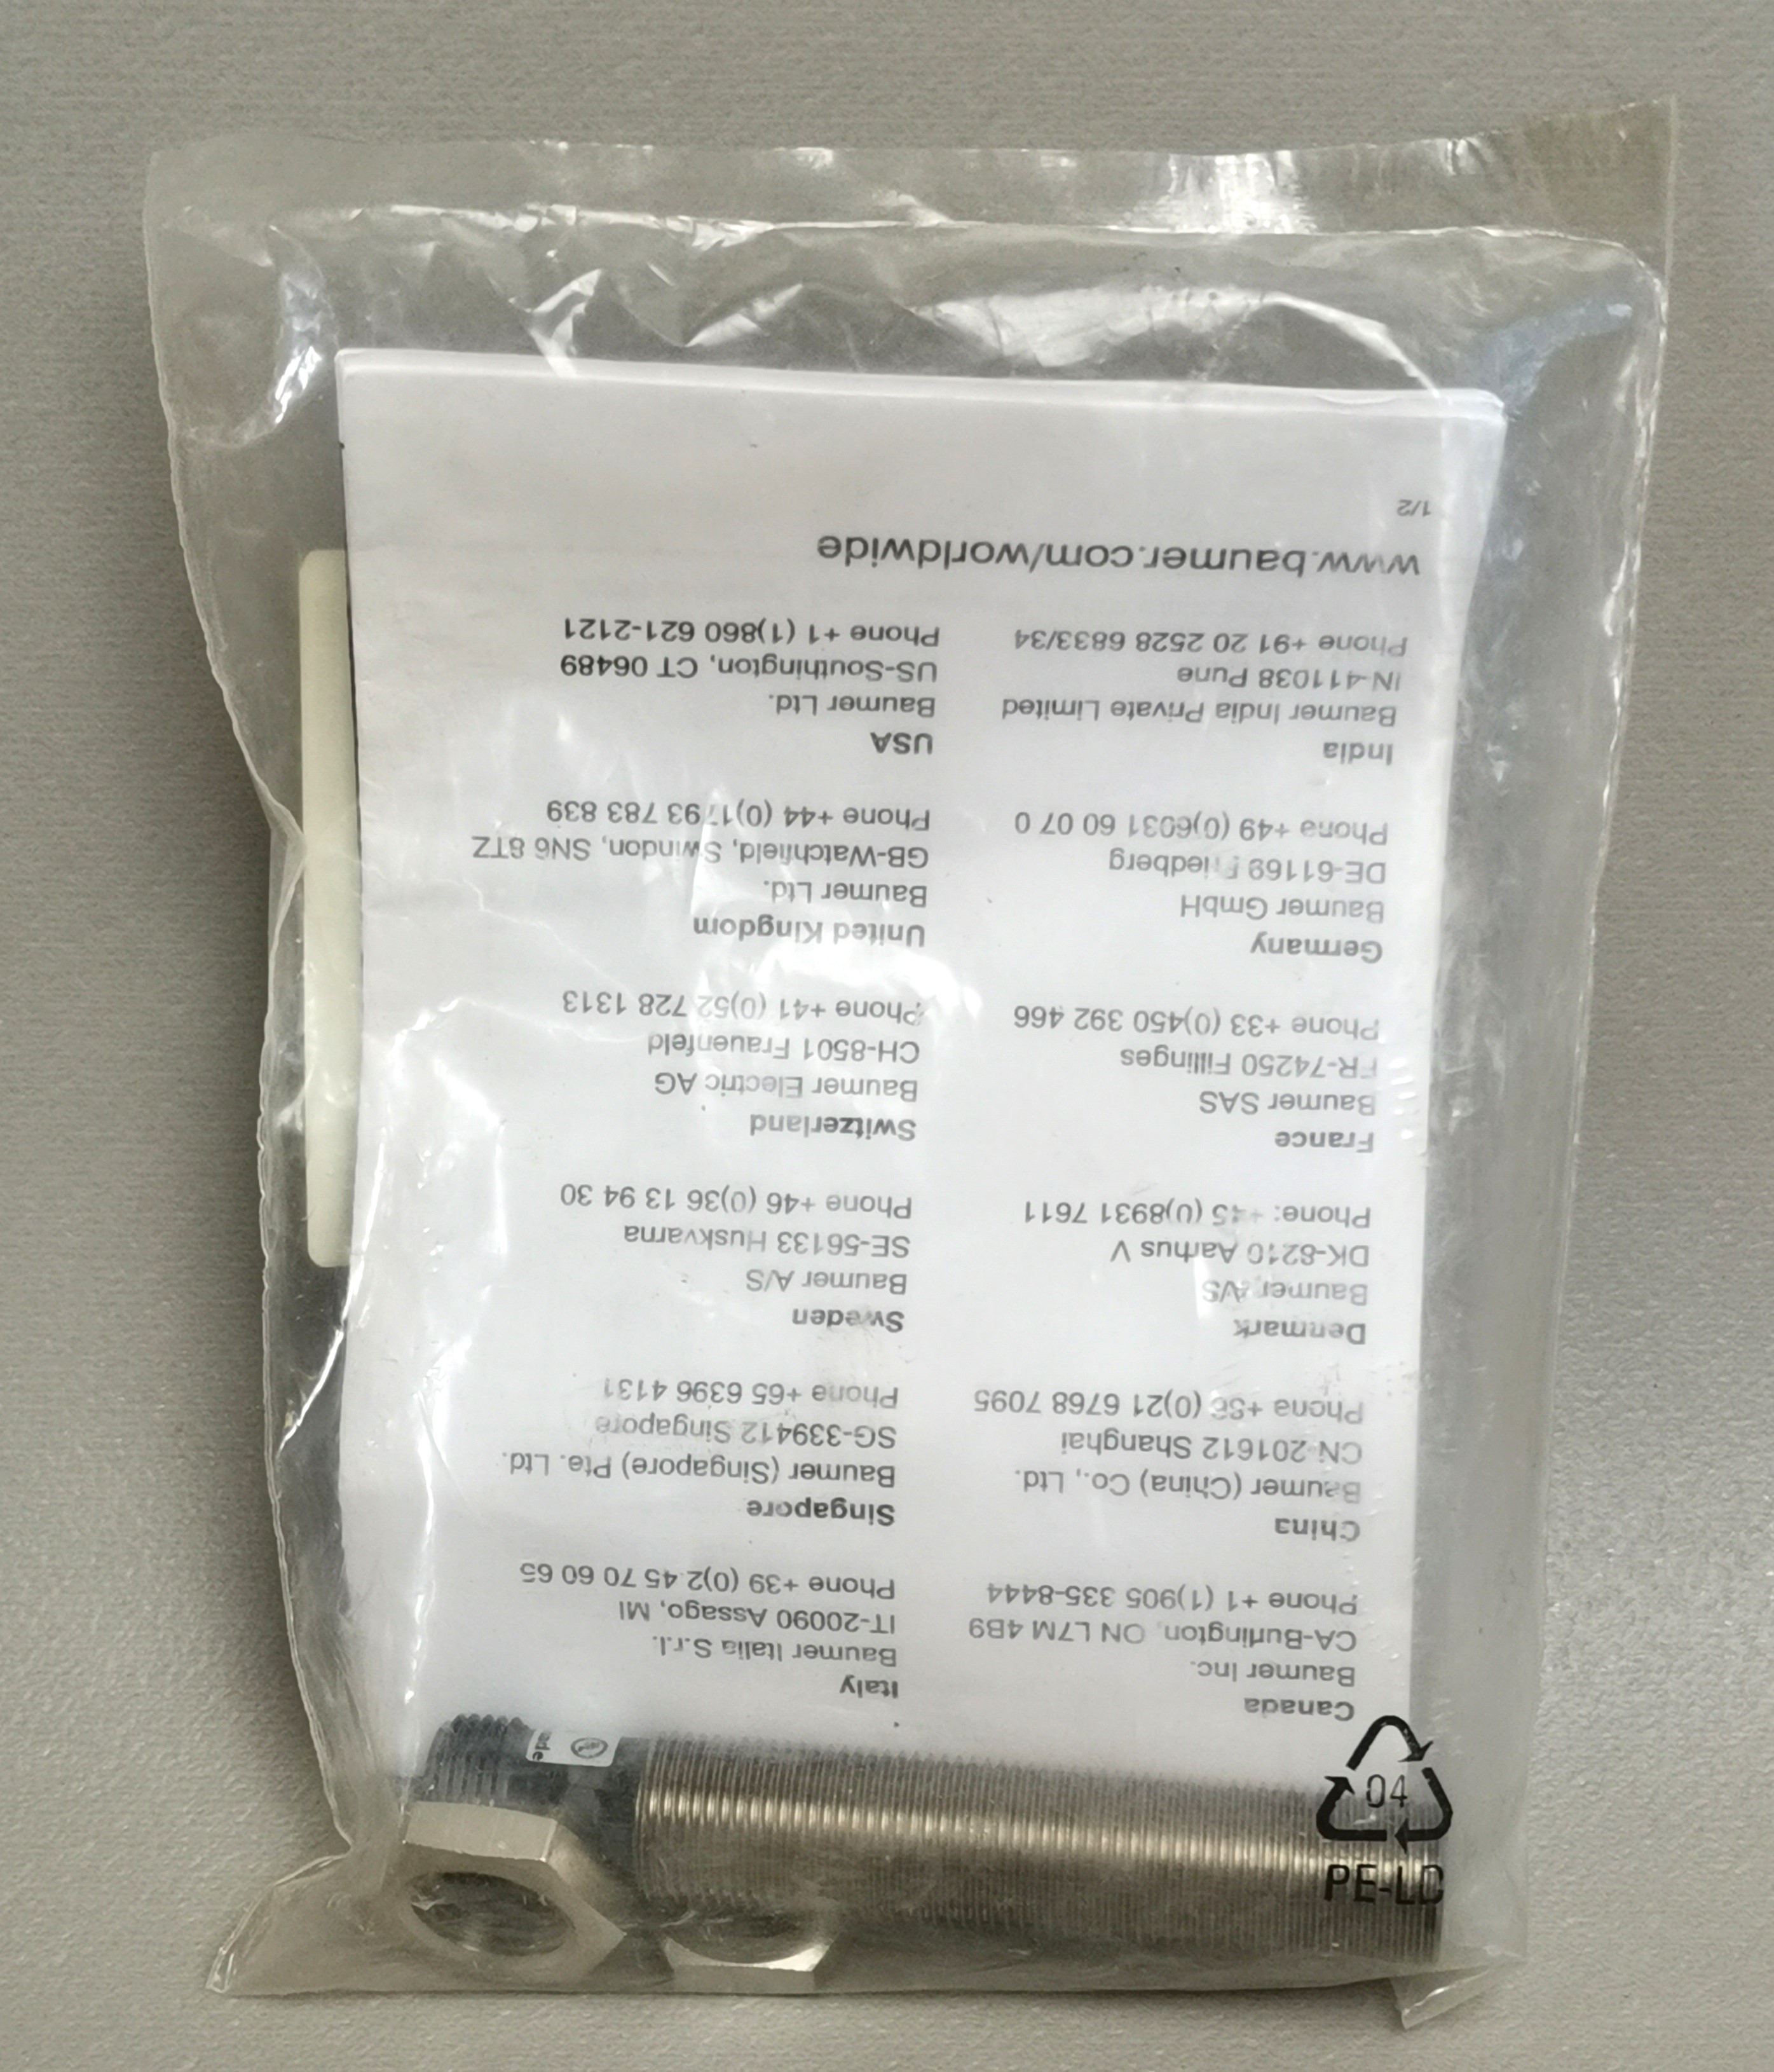 Canada
Baumer Inc.
CA-Burlington, ON L7M 4B9
Phone +1 (1)905 335-8444
China
Baumer (China) Co., Ltd.
CN-201612 Shanghai
Phone +86 (0)21 6768 7095
Denmark
Baumer A/S
DK-8210 Aarhus V
Phone: +45 (0)8931 7611
France
Baumer SAS
FR-74250 Fillinges
Phone +33 (0)450 392 466
Germany
Baumer GmbH
DE-61169 Friedberg
Phone +49 (0)6031 60 07 0
India
Baumer India Private Limited
IN-411038 Pune
Phone +91 20 2528 6833/34
Italy
Baumer Italia S.r.l.
IT-20090 Assago, MI
Phone +39 (0)2 45 70 60 65
Singapore
Baumer (Singapore) Pte. Ltd.
SG-339412 Singapore
Phone +65 6396 4131
Sweden
Baumer A/S
SE-56133 Huskvarna
Phone +46 (0)36 13 94 30
Switzerland
Baumer Electric AG
CH-8501 Frauenfeld
Phone +41 (0)52 728 1313
United Kingdom
Baumer Ltd.
GB-Watchfield, Swindon, SN6 8TZ
Phone +44 (0)1793 783 839
USA
Baumer Ltd.
US-Southington, CT 06489
Phone +1 (1)860 621-2121
www.baumer.com/worldwide
1/2
04
PE-LD